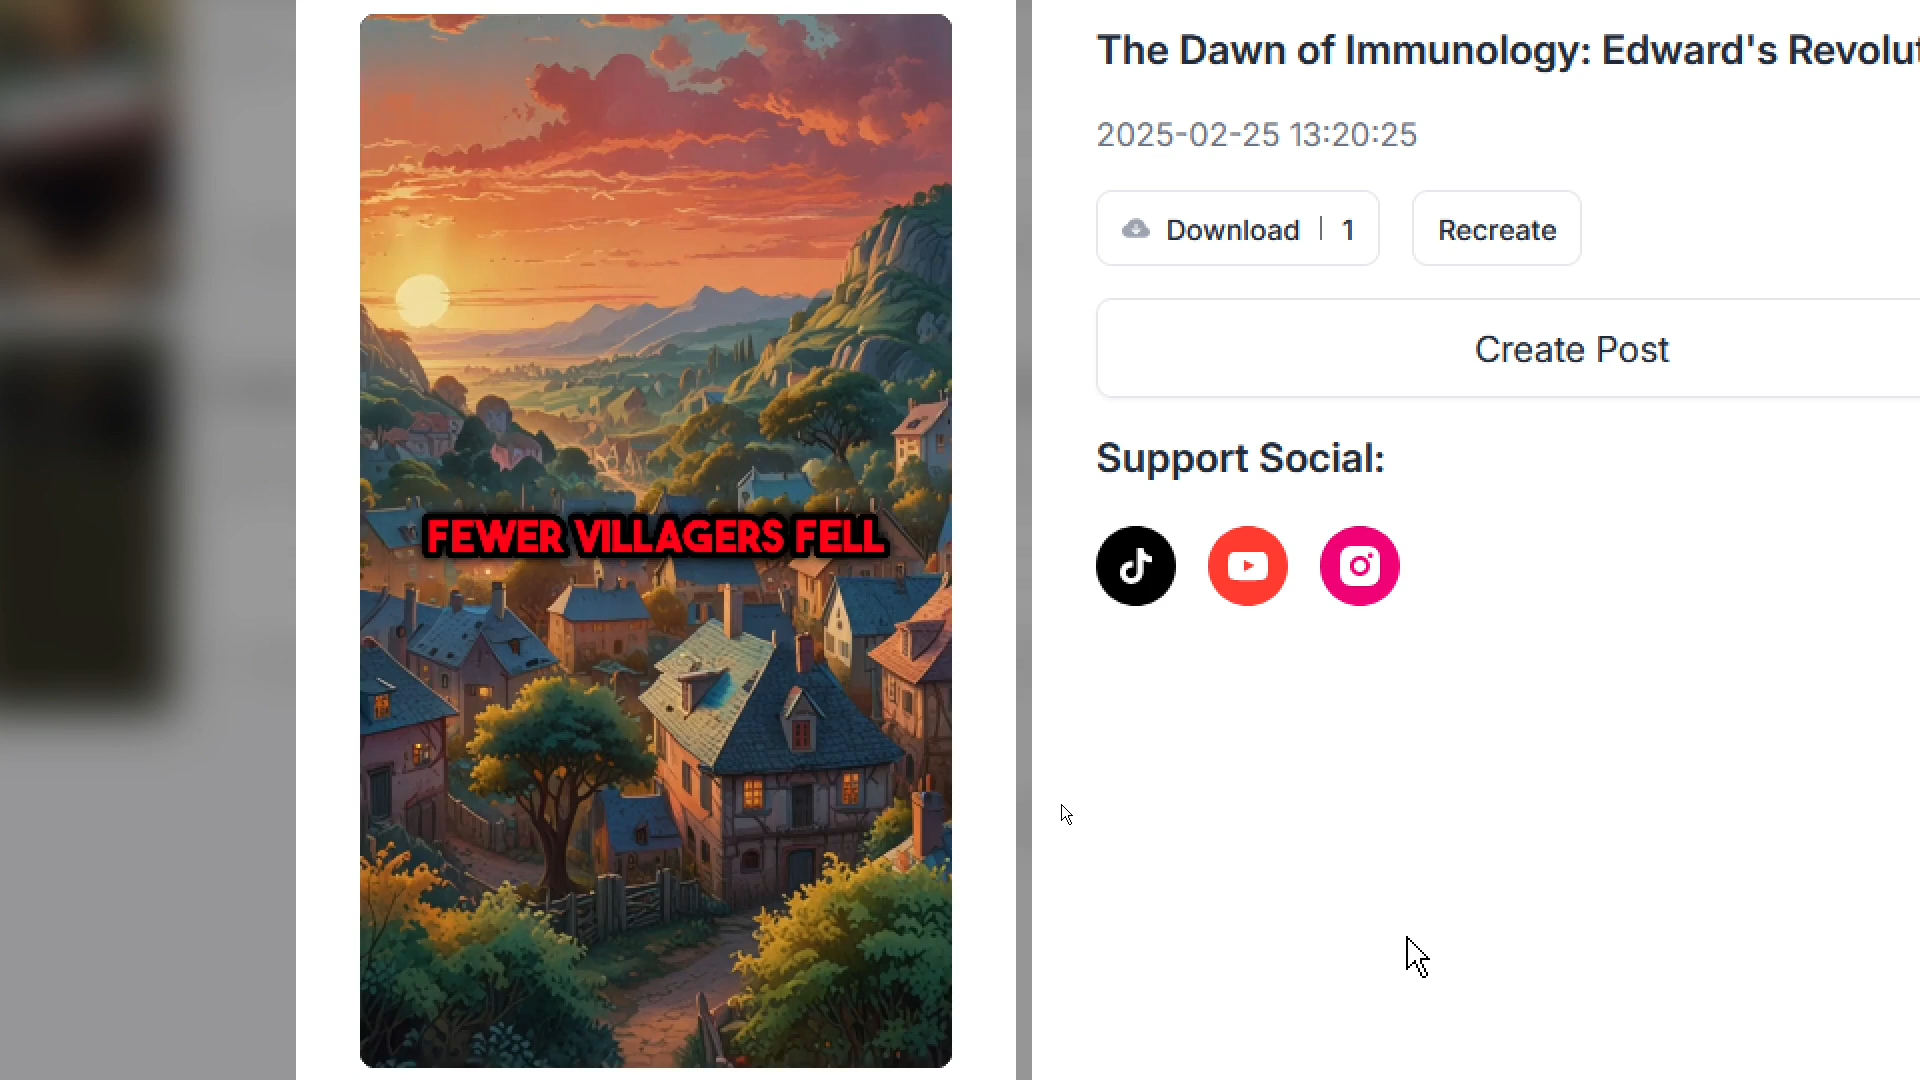 FEWER VILLAGERS FELL
The Dawn of Immunology: Edward's Revolut
2025-02-25 13:20:25
Download | 1
Recreate
Create Post
Support Social: